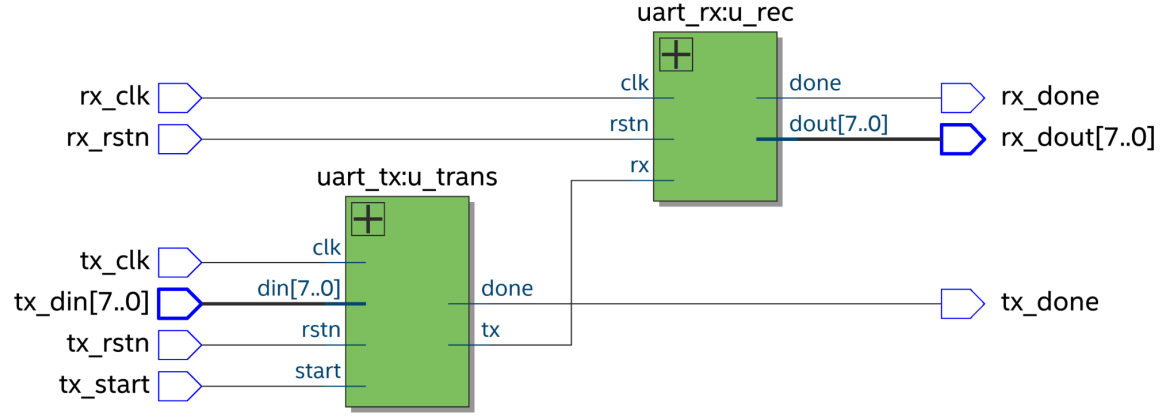 uart_rx:u_rec
rx_clk
clk
done
rx_done
rx_rstn
rstn
dout[7..0]
rx_dout[7..0]
rx
uart_tx:u_trans
tx_clk
clk
tx_din[7..0]
din[7..0]
done
tx_done
tx_rstn
rstn
tx
tx_start
start